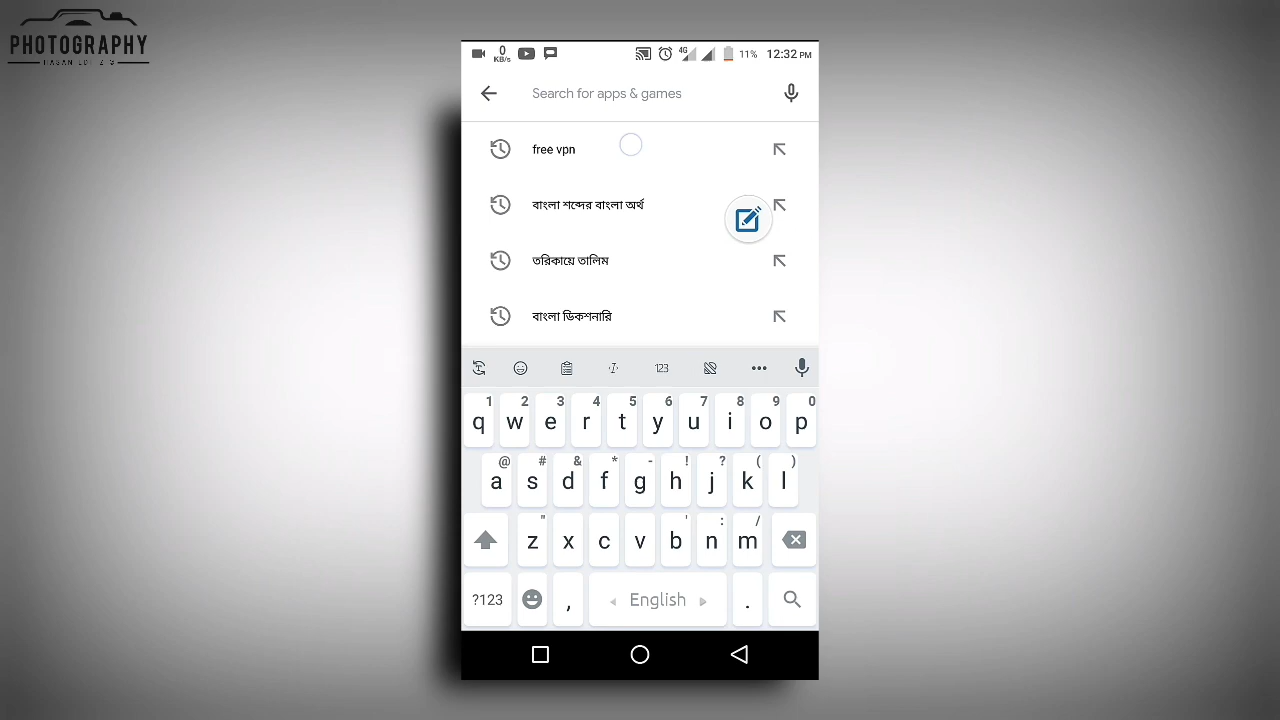 PHOTOGRAPHY
0
KB/s
4G
11%
12:32 PM
Search for apps & games
free vpn
বাংলা শব্দের বাংলা অর্থ
তরিকায়ে তালিম
বাংলা ডিকশনারি
123
1 2 3 4 5 6 7 8 9 0
q w e r t y u i o p
@ # & * - ! ? ( )
a s d f g h j k l
" ' : /
z x c v b n m
?123 , English .